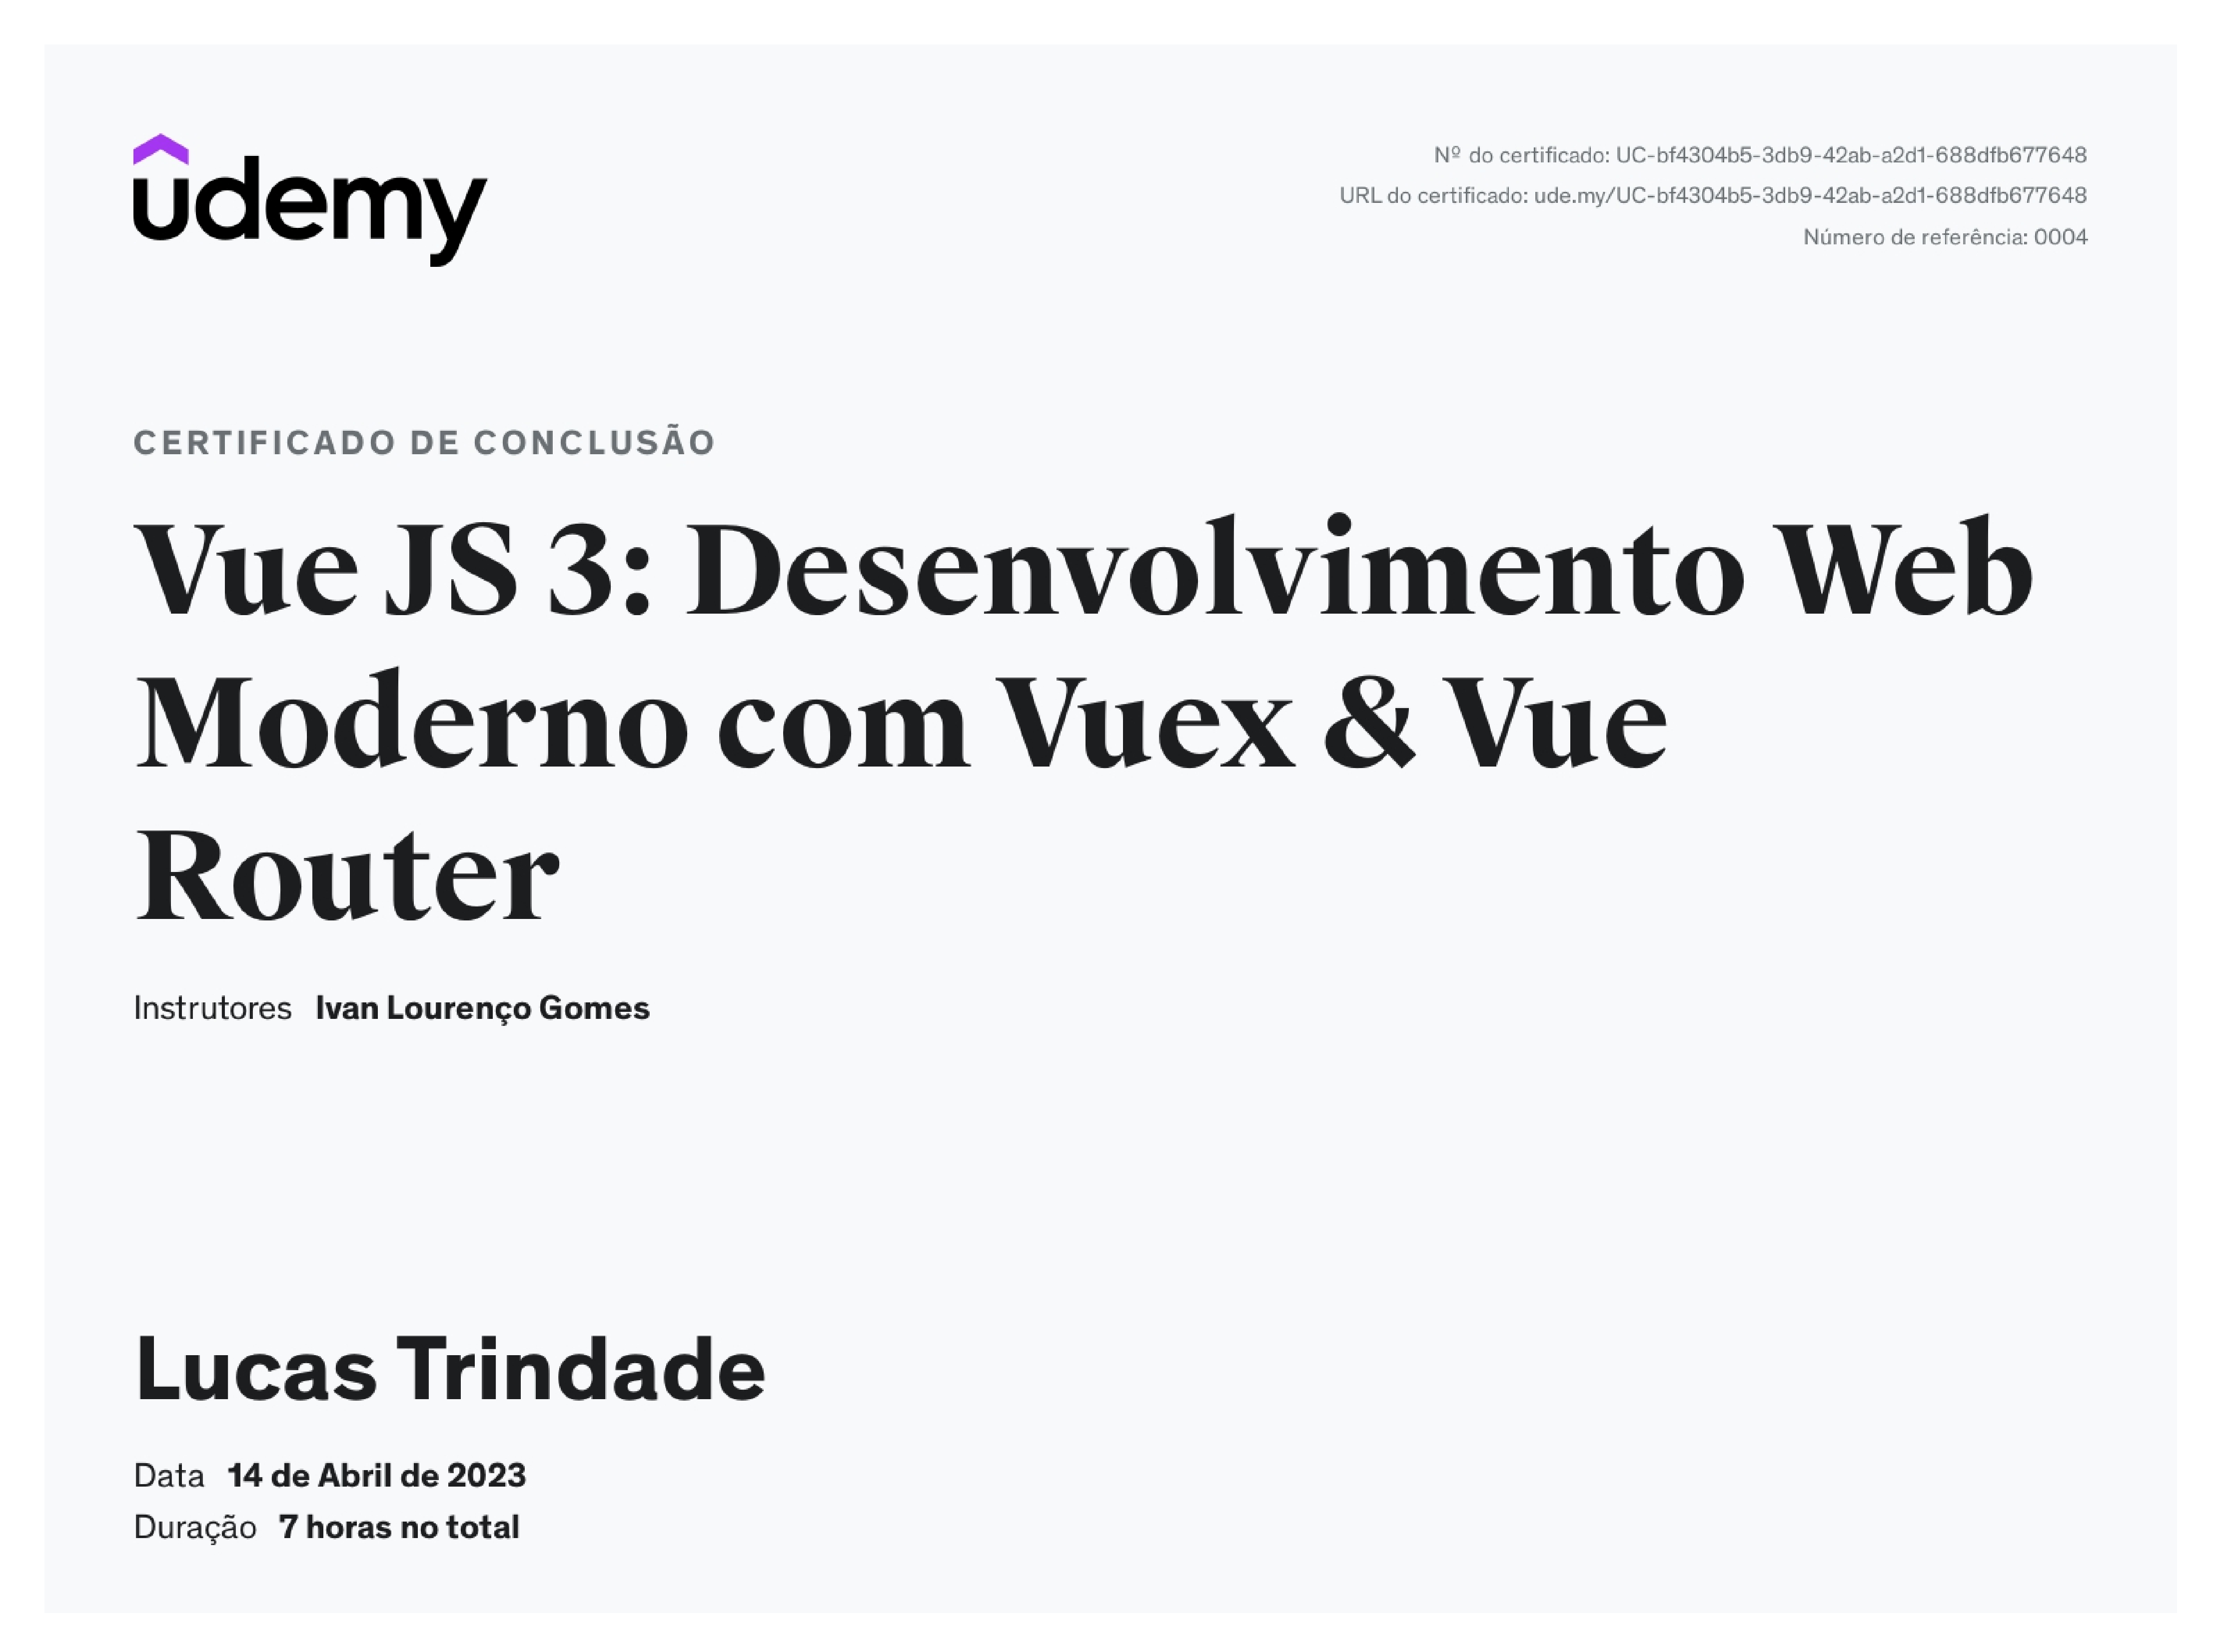 udemy
Nº do certificado: UC-bf4304b5-3db9-42ab-a2d1-688dfb677648
URL do certificado: ude.my/UC-bf4304b5-3db9-42ab-a2d1-688dfb677648
Número de referência: 0004
CERTIFICADO DE CONCLUSÃO
Vue JS 3: Desenvolvimento Web
Moderno com Vuex & Vue
Router
Instrutores Ivan Lourenço Gomes
Lucas Trindade
Data 14 de Abril de 2023
Duração 7 horas no total